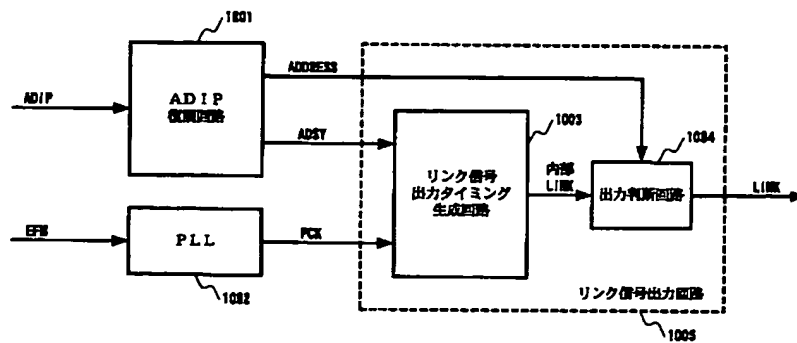 1001
ADIP
復調回路
ADIP
ADDRESS
ADSY
1003
リンク信号
出力タイミング
生成回路
内部
LINK
1004
出力判断回路
LINK
EFM
PLL
PCK
1002
リンク信号出力回路
1005